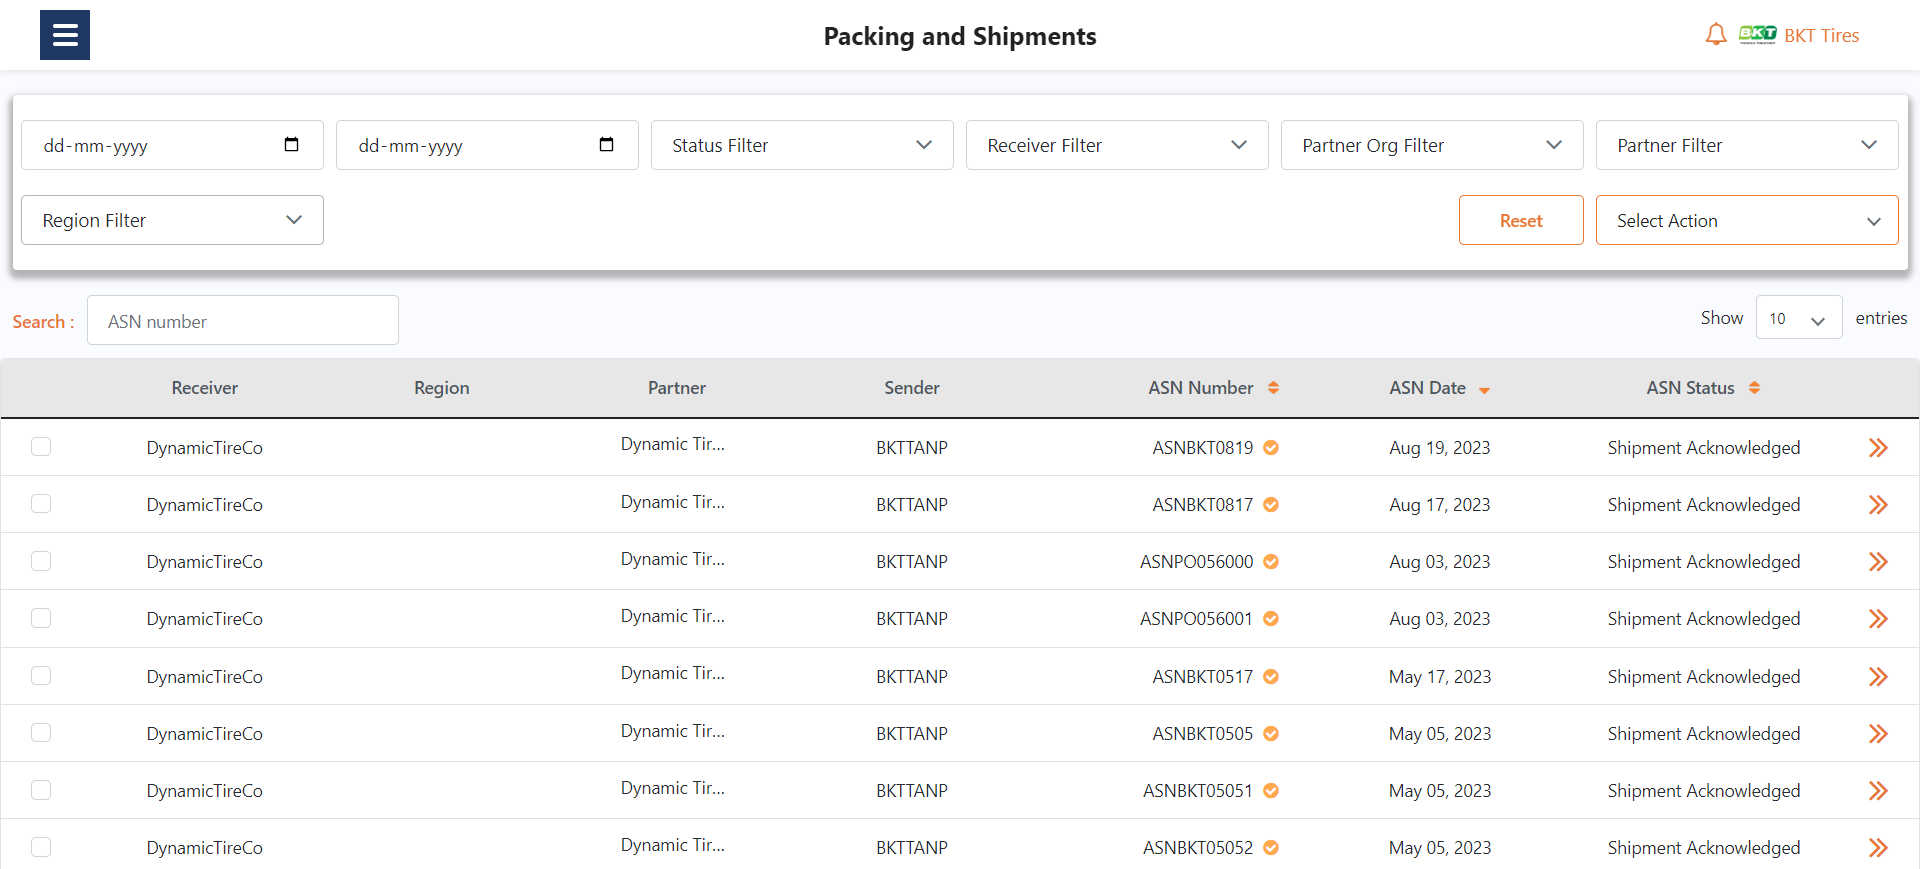 Packing and Shipments
BKT
BKT Tires
dd-mm-yyyy
dd-mm-yyyy
Status Filter
Receiver Filter
Partner Org Filter
Partner Filter
Region Filter
Reset
Select Action
Search :
ASN number
Show 10 entries
Receiver Region Partner Sender ASN Number ASN Date ASN Status
DynamicTireCo Dynamic Tir... BKTTANP ASNBKT0819 Aug 19, 2023 Shipment Acknowledged
DynamicTireCo Dynamic Tir... BKTTANP ASNBKT0817 Aug 17, 2023 Shipment Acknowledged
DynamicTireCo Dynamic Tir... BKTTANP ASNPO056000 Aug 03, 2023 Shipment Acknowledged
DynamicTireCo Dynamic Tir... BKTTANP ASNPO056001 Aug 03, 2023 Shipment Acknowledged
DynamicTireCo Dynamic Tir... BKTTANP ASNBKT0517 May 17, 2023 Shipment Acknowledged
DynamicTireCo Dynamic Tir... BKTTANP ASNBKT0505 May 05, 2023 Shipment Acknowledged
DynamicTireCo Dynamic Tir... BKTTANP ASNBKT05051 May 05, 2023 Shipment Acknowledged
DynamicTireCo Dynamic Tir... BKTTANP ASNBKT05052 May 05, 2023 Shipment Acknowledged